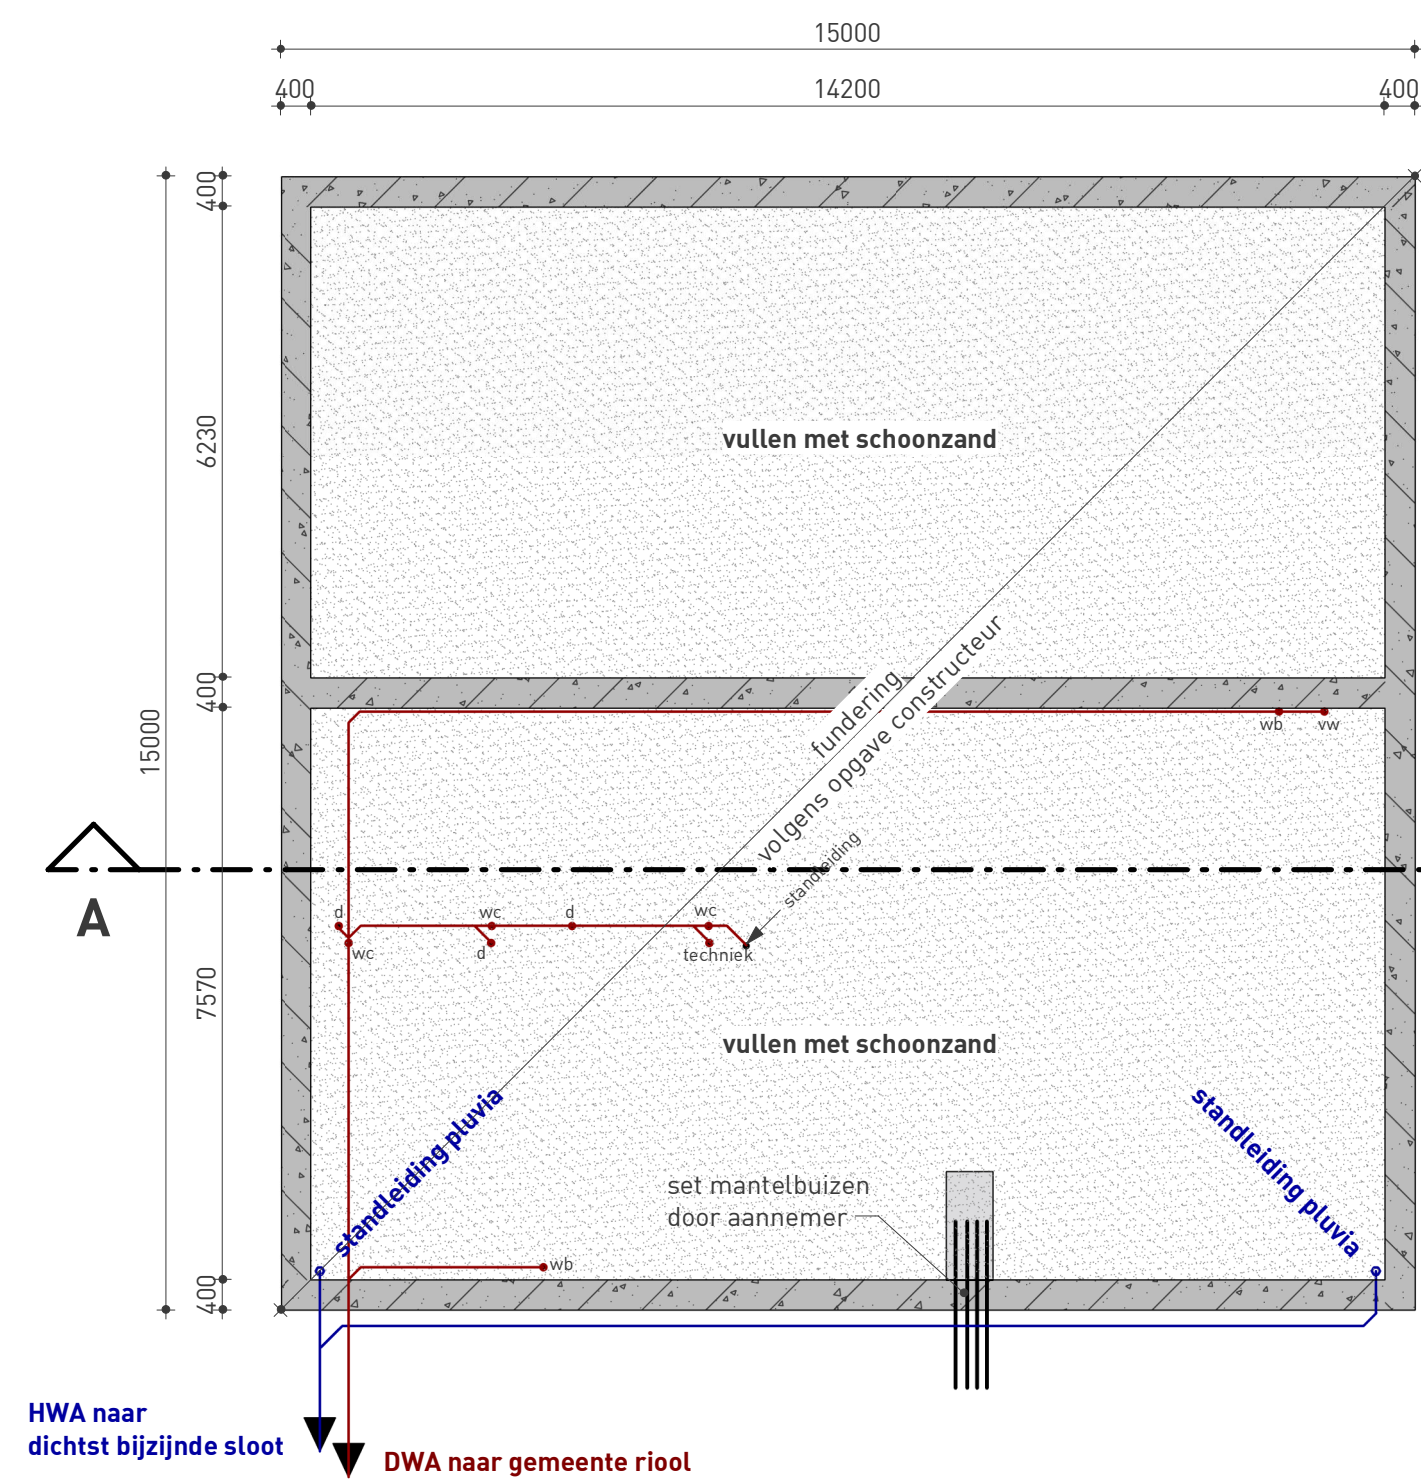 15000
400
14200
400
400
6230
400
15000
7570
400
vullen met schoonzand
fundering
volgens opgave constructeur
wb
vw
standleiding
A
d
wc
d
wc
wc
d
techniek
vullen met schoonzand
standleiding pluvia
standleiding pluvia
set mantelbuizen
door aannemer
wb
HWA naar
dichtst bijzijnde sloot
DWA naar gemeente riool